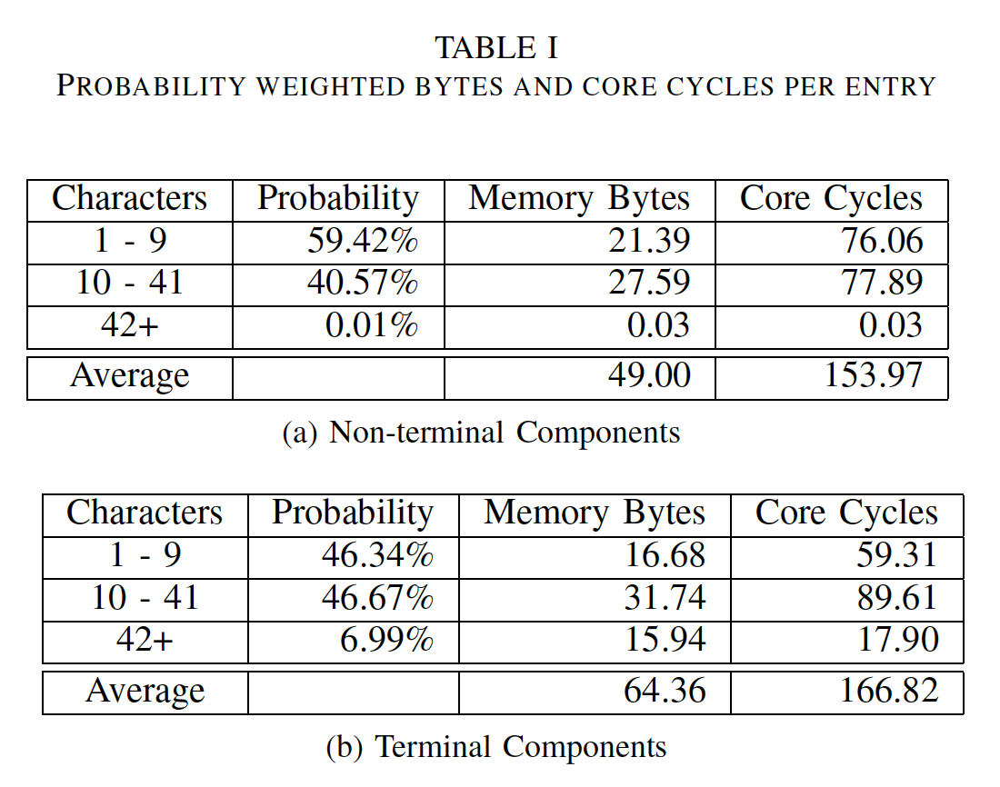 TABLE I
PROBABILITY WEIGHTED BYTES AND CORE CYCLES PER ENTRY
Characters Probability Memory Bytes Core Cycles
1 - 9 59.42% 21.39 76.06
10 - 41 40.57% 27.59 77.89
42+ 0.01% 0.03 0.03
Average 49.00 153.97
(a) Non-terminal Components
Characters Probability Memory Bytes Core Cycles
1 - 9 46.34% 16.68 59.31
10 - 41 46.67% 31.74 89.61
42+ 6.99% 15.94 17.90
Average 64.36 166.82
(b) Terminal Components